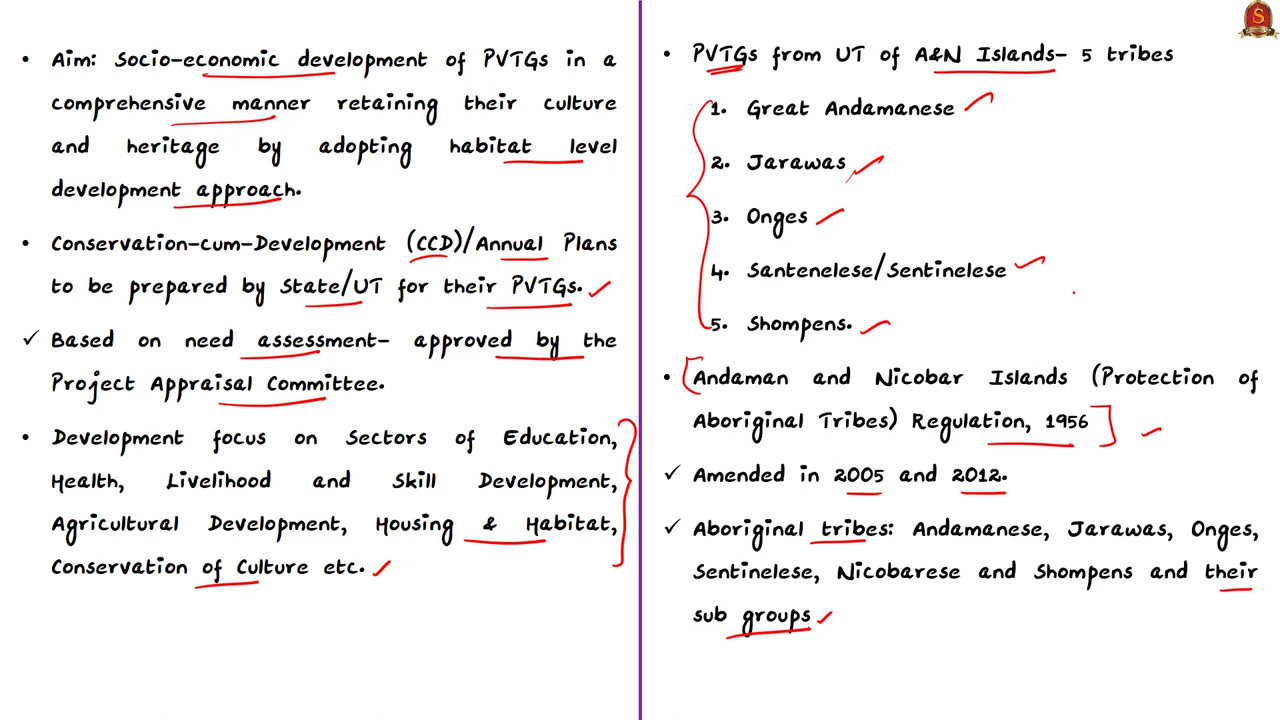 • Aim: Socio-economic development of PVTGs in a
comprehensive manner retaining their culture
and heritage by adopting habitat level
development approach.
• Conservation-cum-Development (CCD)/Annual Plans
to be prepared by State/UT for their PVTGs.
✓ Based on need assessment- approved by the
Project Appraisal Committee.
• Development focus on Sectors of Education,
Health, Livelihood and Skill Development,
Agricultural Development, Housing & Habitat,
Conservation of Culture etc.
• PVTGs from UT of A&N Islands- 5 tribes
1. Great Andamanese
2. Jarawas
3. Onges
4. Santenelese/Sentinelese
5. Shompens.
• Andaman and Nicobar Islands (Protection of
Aboriginal Tribes) Regulation, 1956
✓ Amended in 2005 and 2012.
✓ Aboriginal tribes: Andamanese, Jarawas, Onges,
Sentinelese, Nicobarese and Shompens and their
sub groups